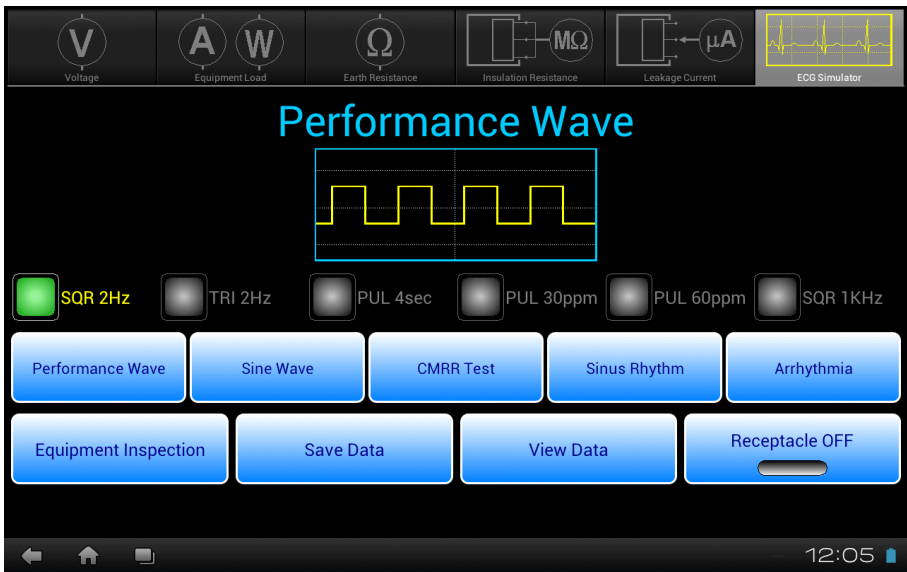 V A W Ω MΩ μA
Voltage Equipment Load Earth Resistance Insulation Resistance Leakage Current ECG Simulator
Performance Wave
SQR 2Hz TRI 2Hz PUL 4sec PUL 30ppm PUL 60ppm SQR 1KHz
Performance Wave Sine Wave CMRR Test Sinus Rhythm Arrhythmia
Equipment Inspection Save Data View Data Receptacle OFF
12:05